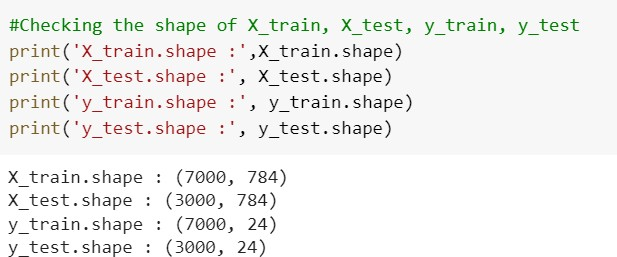 #Checking the shape of X_train, X_test, y_train, y_test
print('X_train.shape :',X_train.shape)
print('X_test.shape :', X_test.shape)
print('y_train.shape :', y_train.shape)
print('y_test.shape :', y_test.shape)
X_train.shape : (7000, 784)
X_test.shape : (3000, 784)
y_train.shape : (7000, 24)
y_test.shape : (3000, 24)